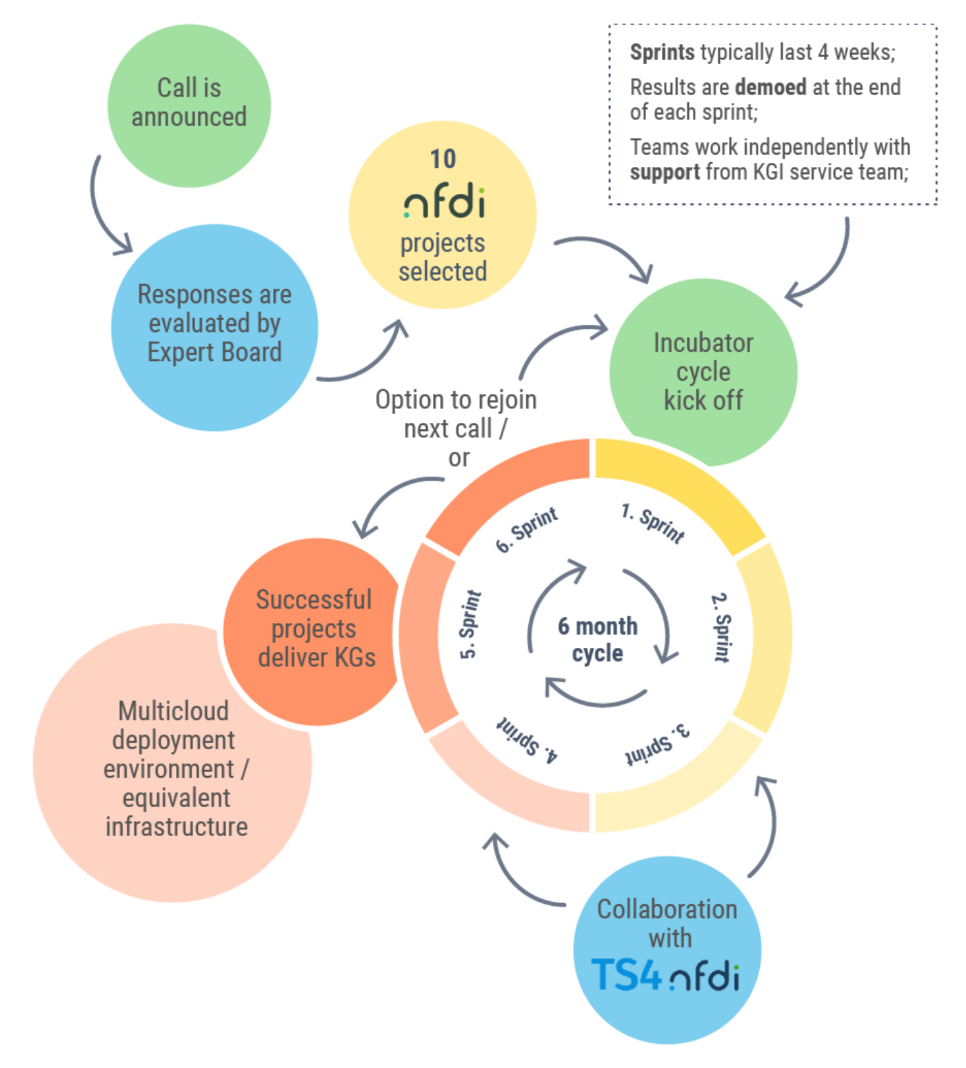 Call is
announced
Responses are
evaluated by
Expert Board
10
nfdi
projects
selected
Sprints typically last 4 weeks;
Results are demoed at the end
of each sprint;
Teams work independently with
support from KGI service team;
Incubator
cycle
kick off
Option to rejoin
next call /
or
1. Sprint
2. Sprint
3. Sprint
4. Sprint
5. Sprint
6. Sprint
6 month
cycle
Successful
projects
deliver KGs
Multicloud
deployment
environment /
equivalent
infrastructure
Collaboration
with
TS4nfdi